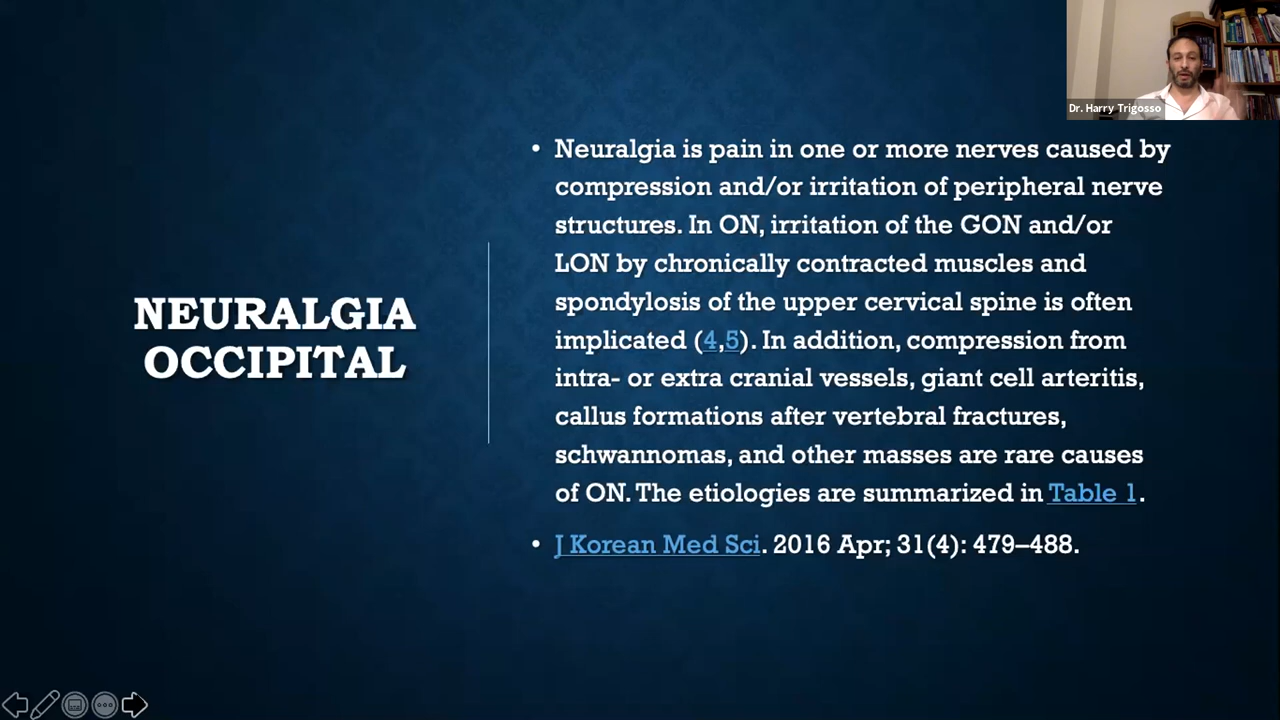 Dr. Harry Trigosso
NEURALGIA
OCCIPITAL
• Neuralgia is pain in one or more nerves caused by
compression and/or irritation of peripheral nerve
structures. In ON, irritation of the GON and/or
LON by chronically contracted muscles and
spondylosis of the upper cervical spine is often
implicated (4,5). In addition, compression from
intra- or extra cranial vessels, giant cell arteritis,
callus formations after vertebral fractures,
schwannomas, and other masses are rare causes
of ON. The etiologies are summarized in Table 1.
• J Korean Med Sci. 2016 Apr; 31(4): 479–488.